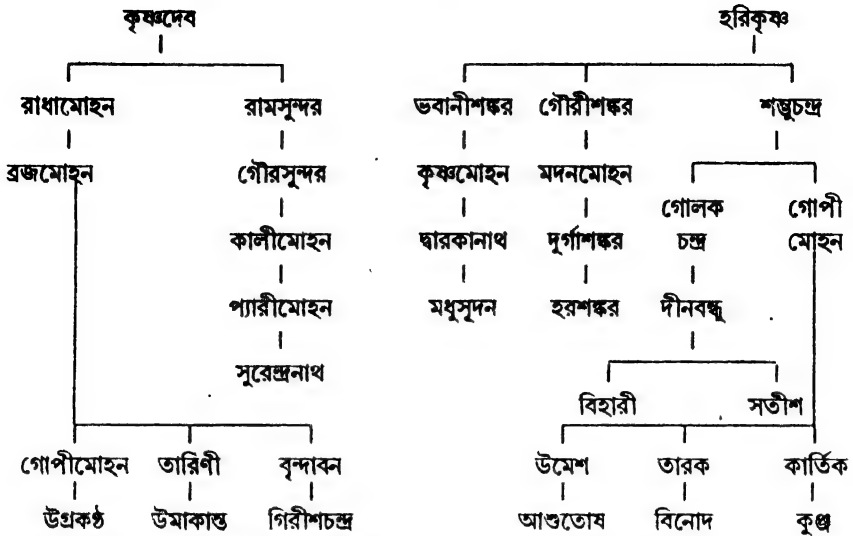 কৃষ্ণদেব হরিকৃষ্ণ
রাধামোহন রামসুন্দর ভবানীশঙ্কর গৌরীশঙ্কর শম্ভুচন্দ্র
ব্রজমোহন গৌরসুন্দর কৃষ্ণমোহন মদনমোহন
গোলক গোপী
কালীমোহন দ্বারকানাথ দুর্গাশঙ্কর চন্দ্র মোহন
প্যারীমোহন মধুসূদন হরশঙ্কর দীনবন্ধু
সুরেন্দ্রনাথ
বিহারী সতীশ
গোপীমোহন তারিণী বৃন্দাবন উমেশ তারক কার্তিক
উগ্রকণ্ঠ উমাকান্ত গিরীশচন্দ্র আশুতোষ বিনোদ কুঞ্জ